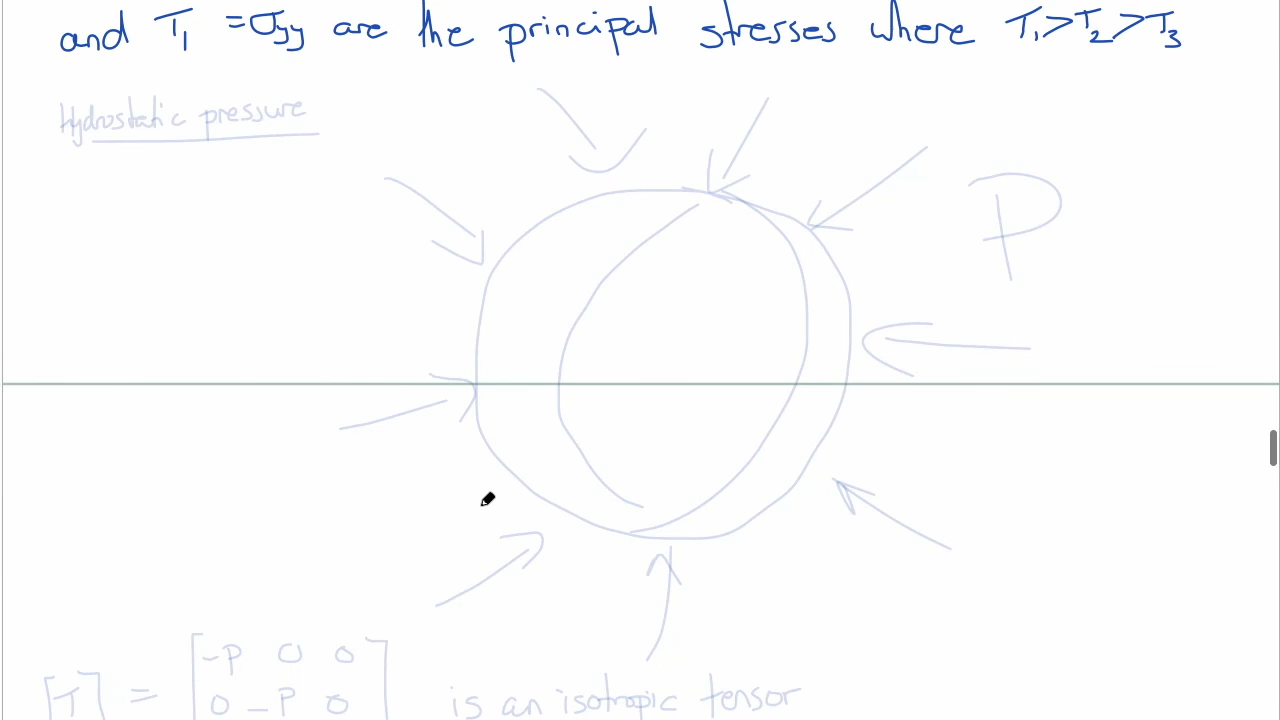 and T₁ = σyy are the principal stresses where T₁>T₂>T₃
Hydrostatic pressure
P
[T] = [-P 0 0
0 -P 0
is an isotropic tensor